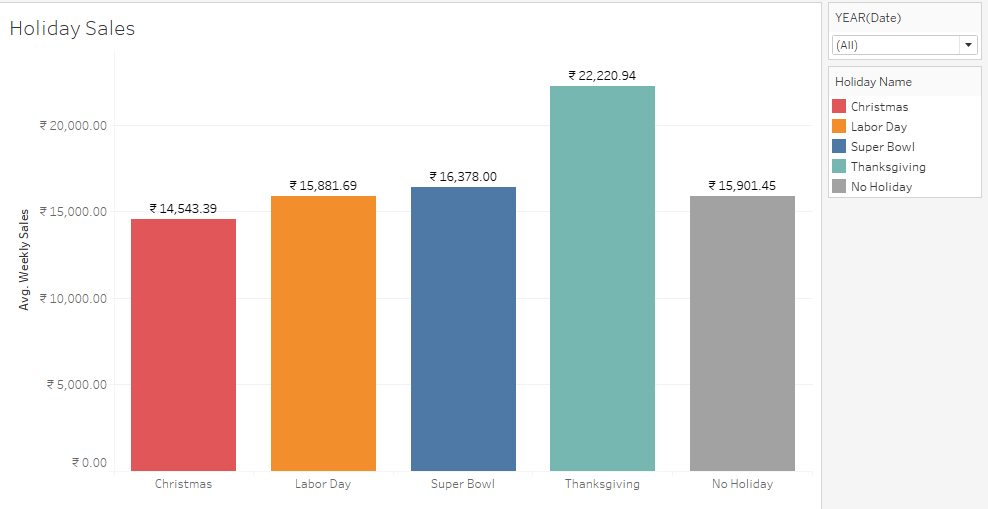 Holiday Sales
Avg. Weekly Sales
₹ 20,000.00
₹ 15,000.00
₹ 10,000.00
₹ 5,000.00
₹ 0.00
₹ 14,543.39
₹ 15,881.69
₹ 16,378.00
₹ 22,220.94
₹ 15,901.45
Christmas
Labor Day
Super Bowl
Thanksgiving
No Holiday
YEAR(Date)
(All)
Holiday Name
Christmas
Labor Day
Super Bowl
Thanksgiving
No Holiday